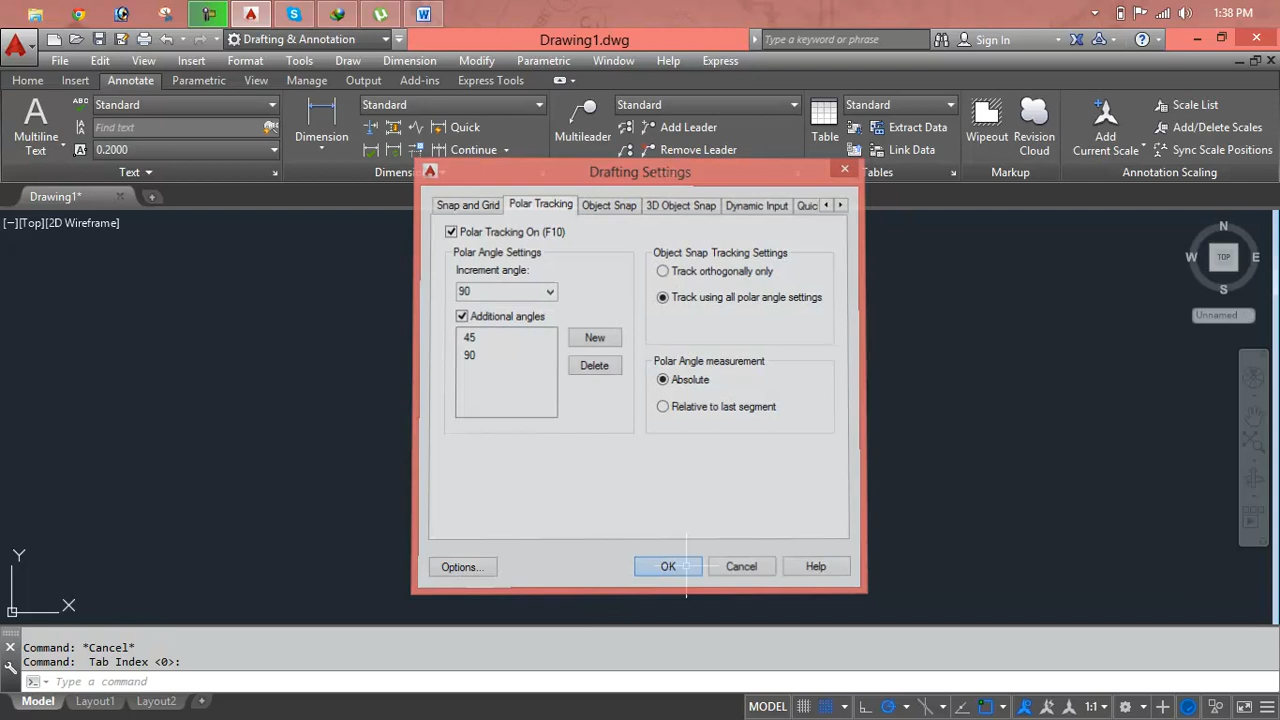 1:38 PM
Drafting & Annotation
Drawing1.dwg
Type a keyword or phrase
Sign In
File Edit View Insert Format Tools Draw Dimension Modify Parametric Window Help Express
Home Insert Annotate Parametric View Manage Output Add-ins Express Tools
ABC Standard Standard Standard Standard Scale List
Find text Quick Add Leader Extract Data Add/Delete Scales
Multiline Text Dimension Multileader Table Wipeout Revision Cloud Add Current Scale
0.2000 Continue Remove Leader Link Data Sync Scale Positions
Text Markup Annotation Scaling
Drafting Settings
Drawing1*
Snap and Grid Polar Tracking Object Snap 3D Object Snap Dynamic Input Quic
[−][Top][2D Wireframe]
Polar Tracking On (F10)
Polar Angle Settings
Increment angle:
90
Additional angles
45
90
New
Delete
Object Snap Tracking Settings
Track orthogonally only
Track using all polar angle settings
Polar Angle measurement
Absolute
Relative to last segment
Options... OK Cancel Help
N
W TOP E
S
Unnamed
Y
X
Command: *Cancel*
Command: Tab Index <0>:
Type a command
Model Layout1 Layout2 MODEL 1:1